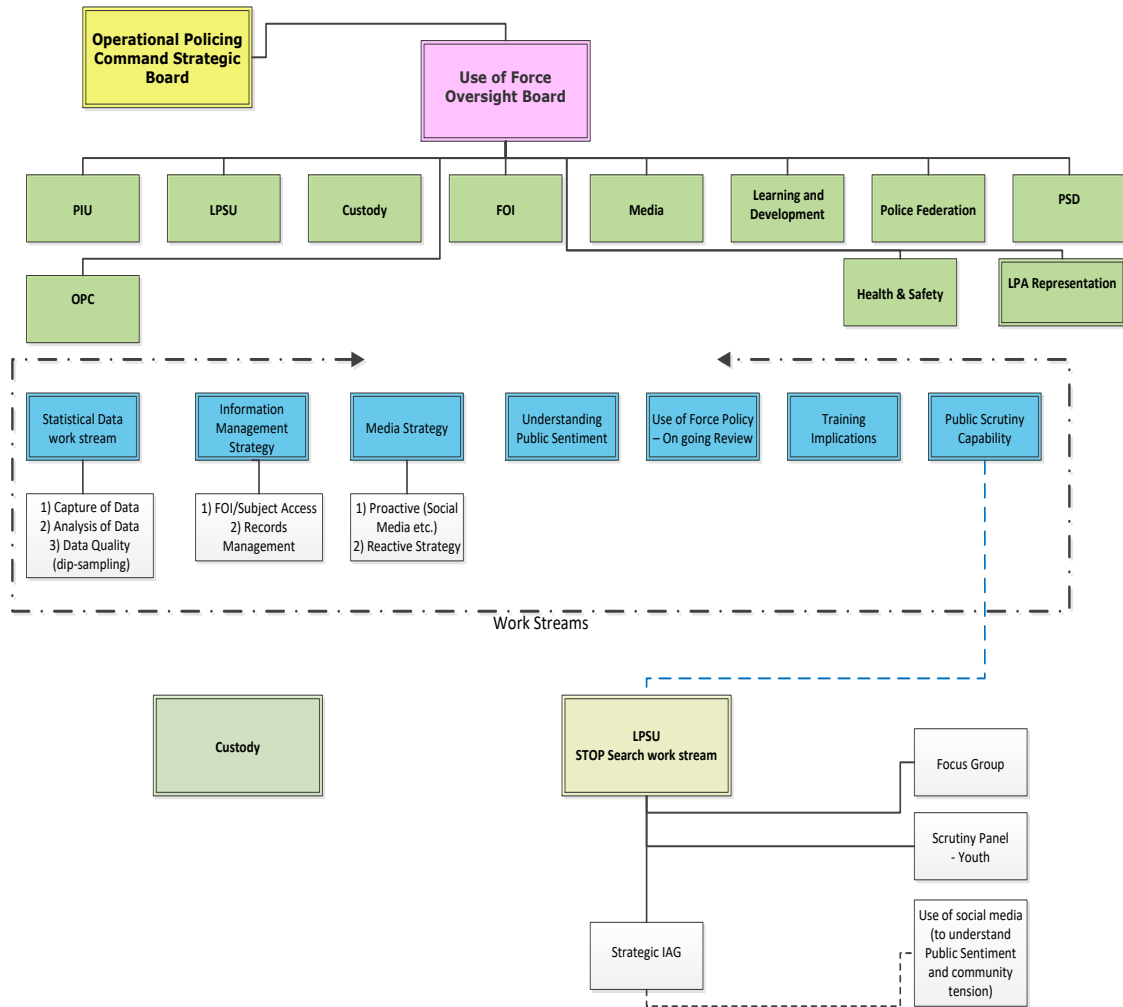 Operational Policing
Command Strategic
Board
Use of Force
Oversight Board
PIU
LPSU
Custody
FOI
Media
Learning and
Development
Police Federation
PSD
OPC
Health & Safety
LPA Representation
Statistical Data
work stream
Information
Management
Strategy
Media Strategy
Understanding
Public Sentiment
Use of Force Policy
– On going Review
Training
Implications
Public Scrutiny
Capability
1) Capture of Data
2) Analysis of Data
3) Data Quality
(dip-sampling)
1) FOI/Subject Access
2) Records
Management
1) Proactive (Social
Media etc.)
2) Reactive Strategy
Work Streams
Custody
LPSU
STOP Search work stream
Focus Group
Scrutiny Panel
- Youth
Strategic IAG
Use of social media
(to understand
Public Sentiment
and community
tension)